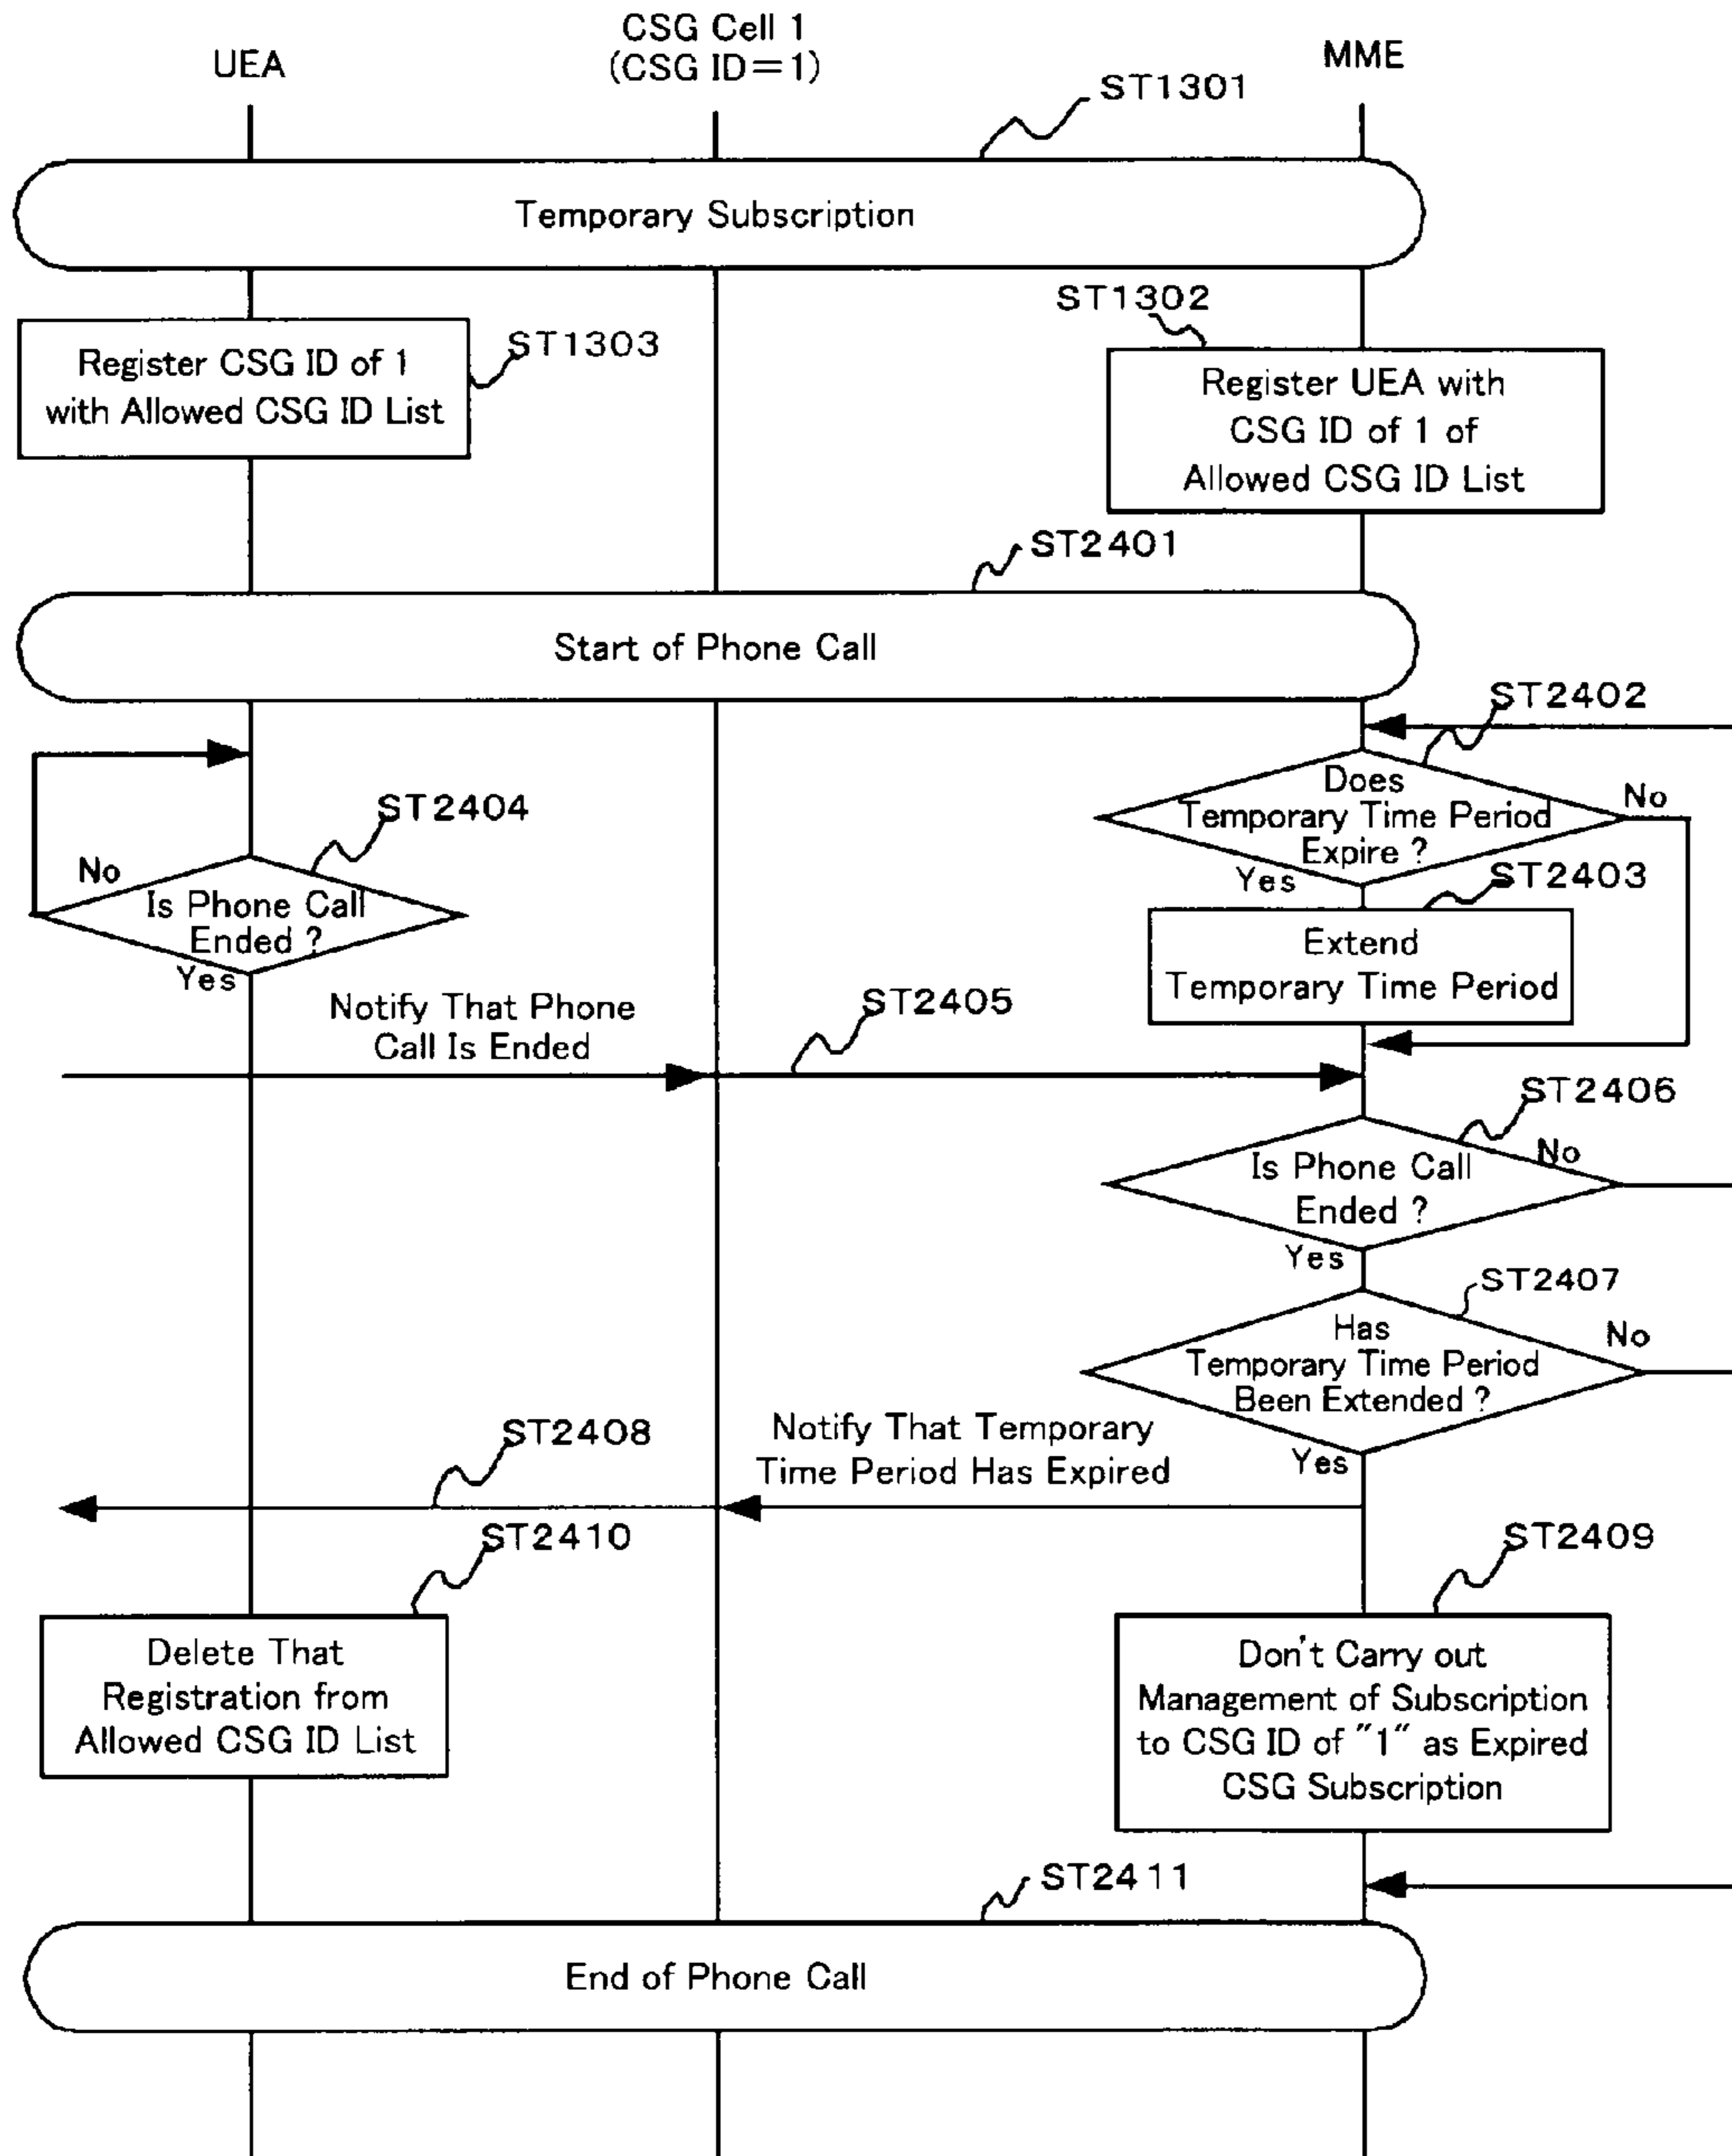 UEA
CSG Cell 1
(CSG ID=1)
MME
ST1301
Temporary Subscription
ST1303
Register CSG ID of 1
with Allowed CSG ID List
ST1302
Register UEA with
CSG ID of 1 of
Allowed CSG ID List
ST2401
Start of Phone Call
ST2402
Does
Temporary Time Period
Expire ?
No
Yes
ST2404
No
Is Phone Call
Ended ?
Yes
ST2403
Extend
Temporary Time Period
Notify That Phone
Call Is Ended
ST2405
ST2406
Is Phone Call
Ended ?
No
Yes
ST2407
Has
Temporary Time Period
Been Extended ?
No
Yes
ST2408
Notify That Temporary
Time Period Has Expired
ST2410
Delete That
Registration from
Allowed CSG ID List
ST2409
Don't Carry out
Management of Subscription
to CSG ID of "1" as Expired
CSG Subscription
ST2411
End of Phone Call